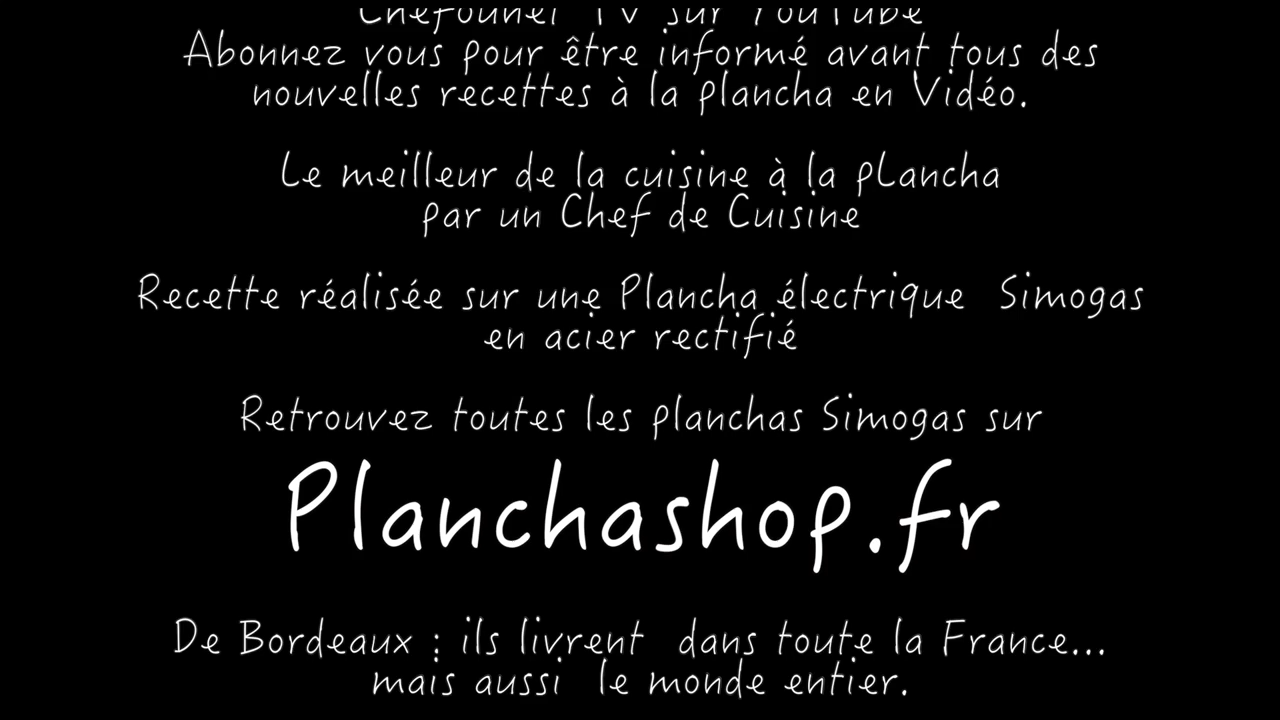 TV sur YouTube
Abonnez vous pour être informé avant tous des
nouvelles recettes à la plancha en Vidéo.
Le meilleur de la cuisine à la pLancha
par un Chef de Cuisine
Recette réalisée sur une Plancha électrique Simogas
en acier rectifié
Retrouvez toutes les planchas Simogas sur
Planchashop.fr
De Bordeaux : ils livrent dans toute la France...
mais aussi le monde entier.